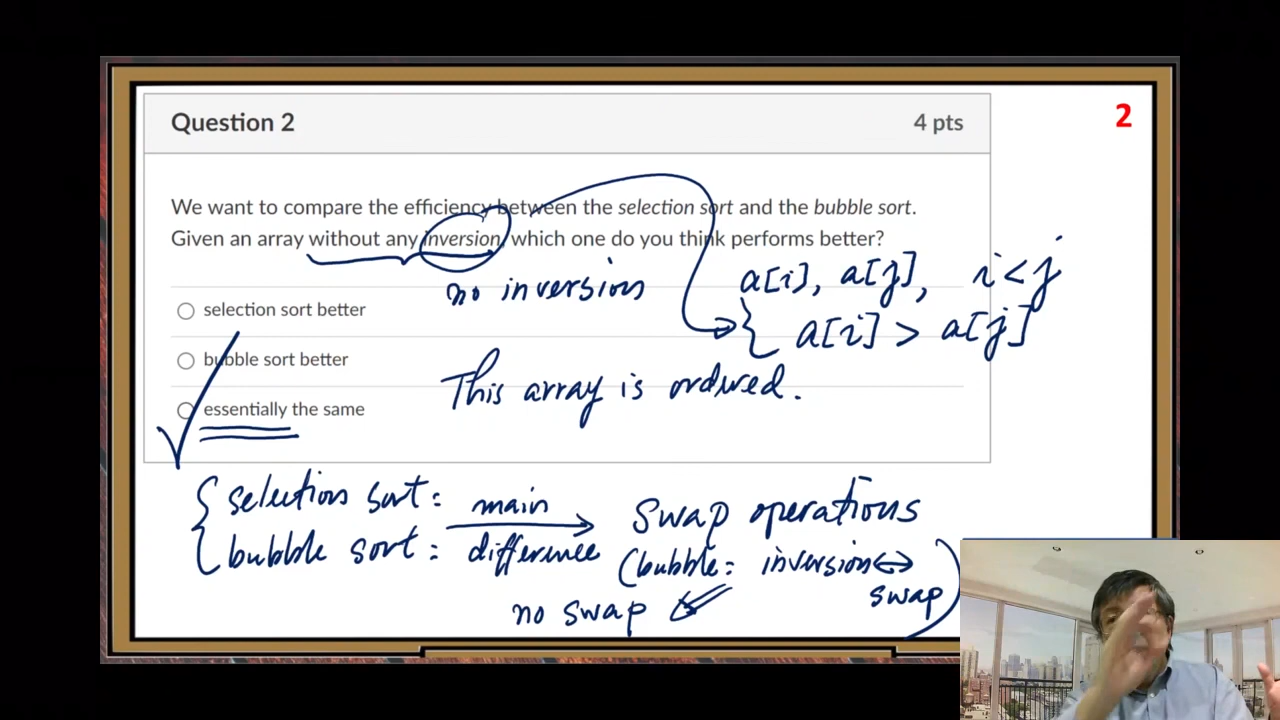 Question 2
4 pts
2
We want to compare the efficiency between the selection sort and the bubble sort.
Given an array without any inversion, which one do you think performs better?
no inversion
a[i], a[j], i<j
{ a[i] > a[j]
selection sort better
bubble sort better
This array is ordered.
essentially the same
{ selection sort: main Swap operations
bubble sort: difference (bubble: inversion↔
swap)
no swap